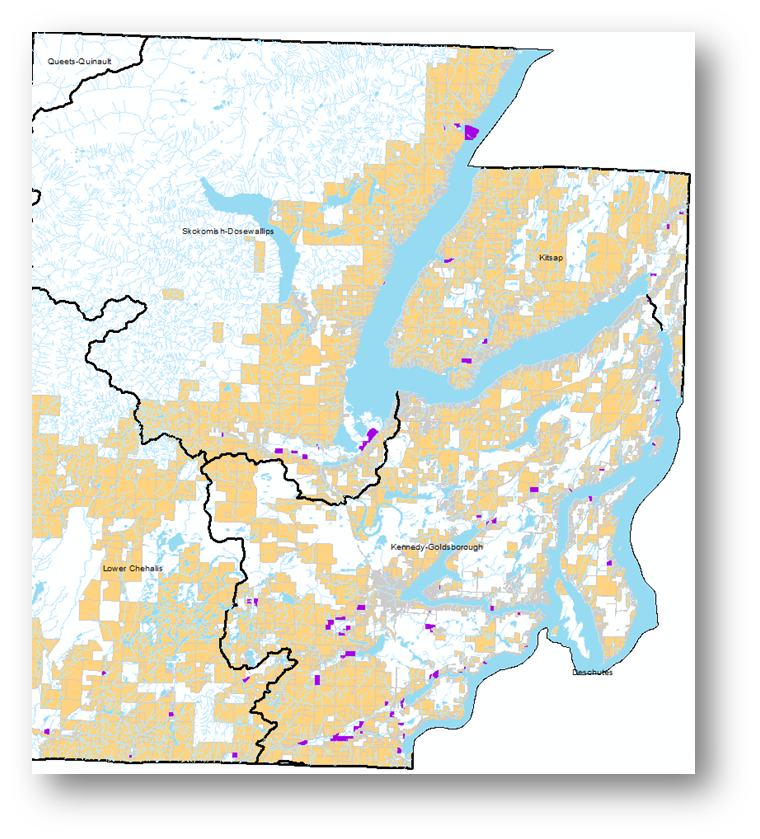 Queets-Quinault
Skokomish-Dosewallips
Kitsap
Kennedy-Goldsborough
Lower Chehalis
Deschutes